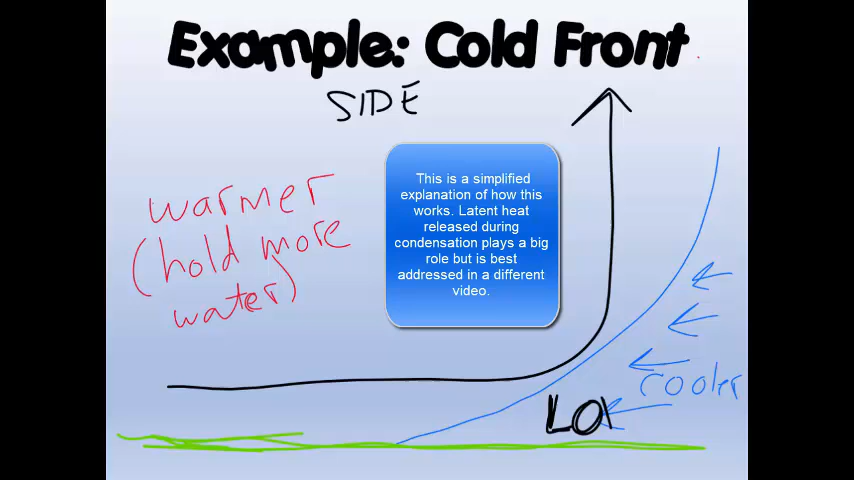 Example: Cold Front
SIDE
warmer
(hold more
water)
This is a simplified
explanation of how this
works. Latent heat
released during
condensation plays a big
role but is best
addressed in a different
video.
cooler
LO